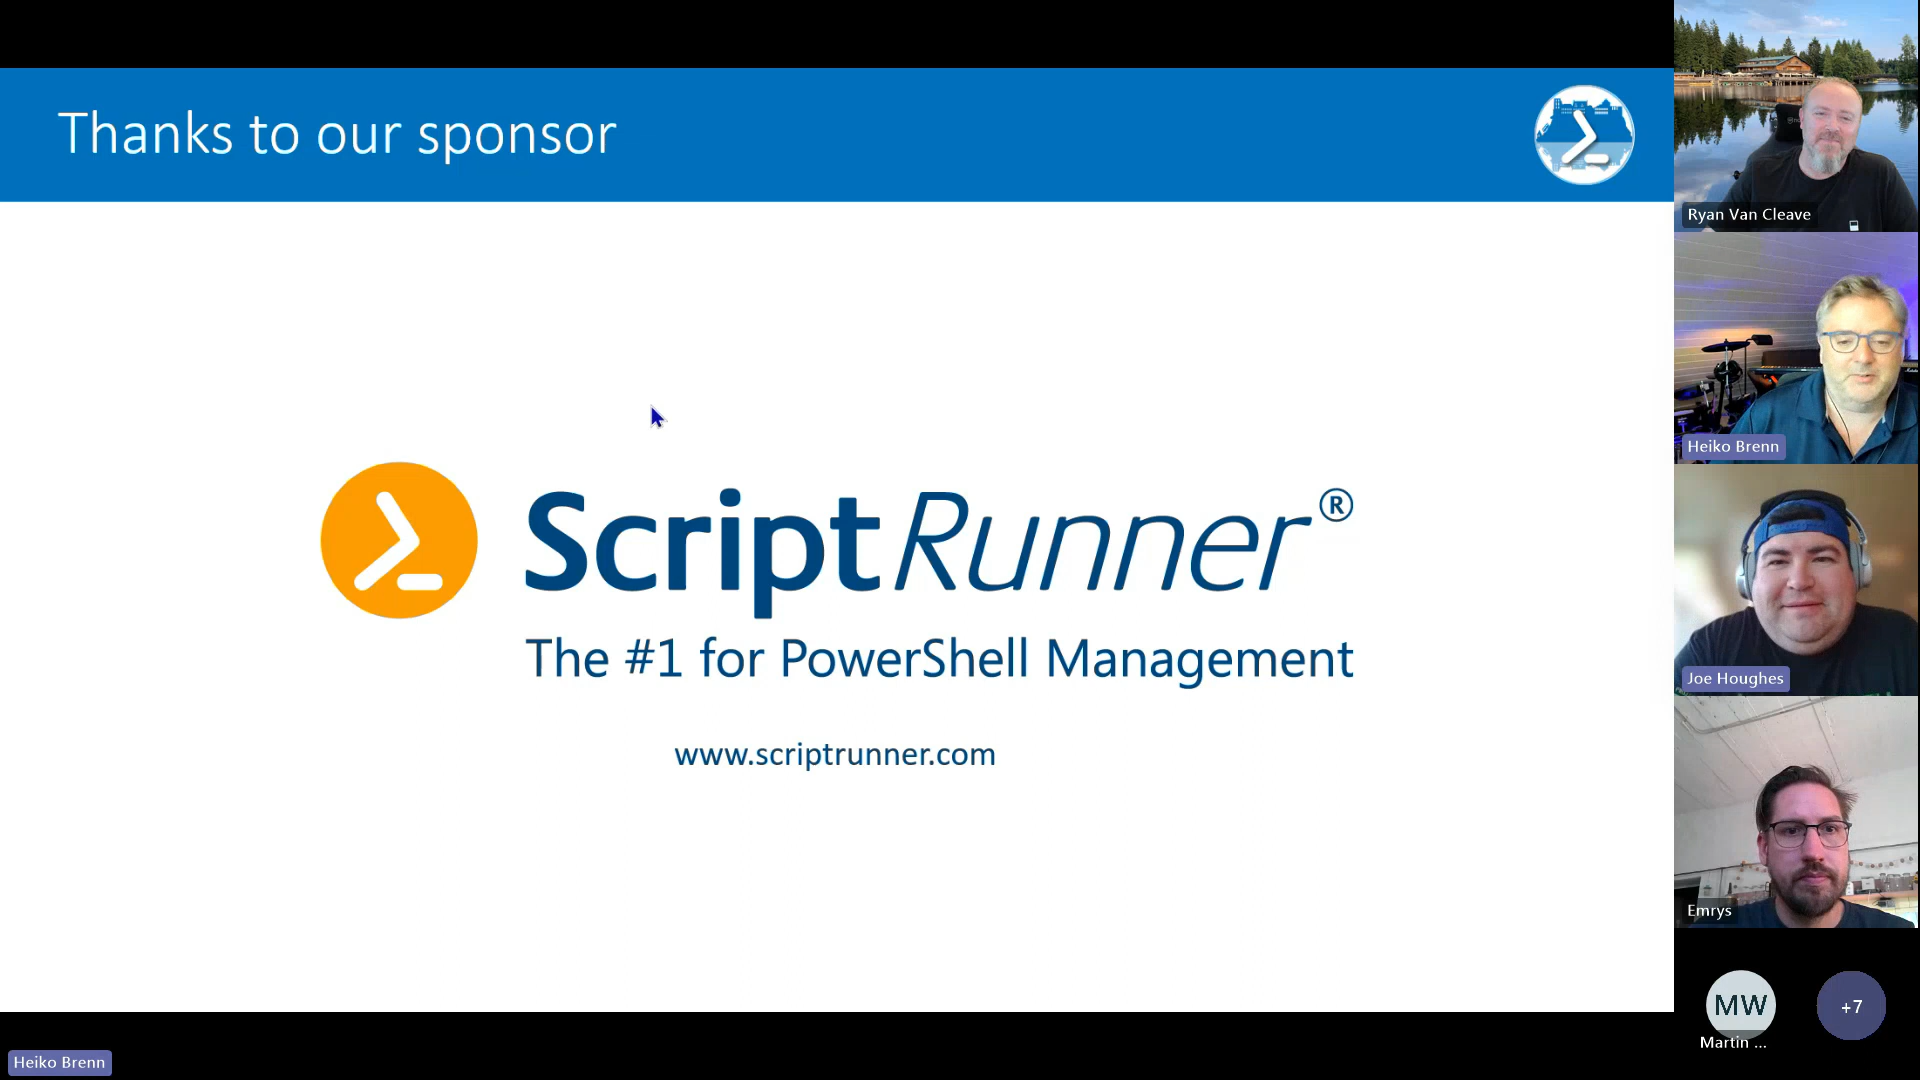 Thanks to our sponsor
ScriptRunner®
The #1 for PowerShell Management
www.scriptrunner.com
Ryan Van Cleave
Heiko Brenn
Joe Houghes
Emrys
MW
Martin ...
+7
Heiko Brenn